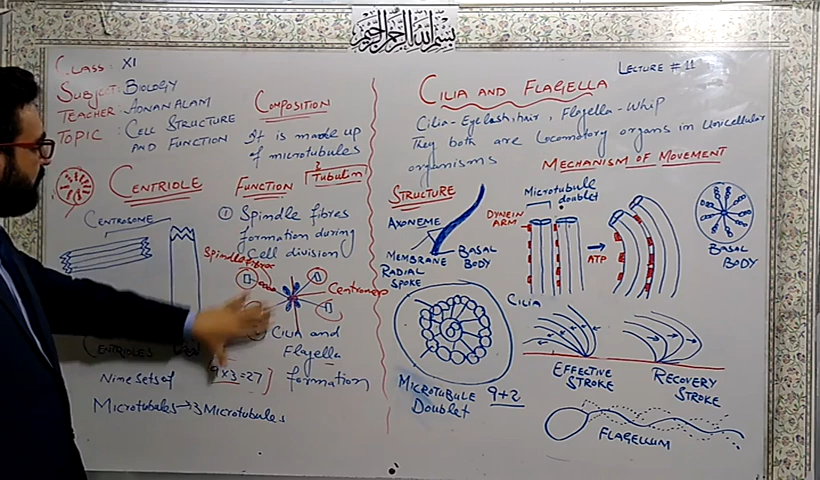 بسم الله الرحمن الرحيم
CLASS: XI
SUBJECT: BIOLOGY
TEACHER: ADNAN ALAM
TOPIC: CELL STRUCTURE AND FUNCTION
CENTRIOLE
CENTROSOME
CENTRIOLES
Nine sets of 9x3=27
Microtubules → 3 Microtubules
COMPOSITION
It is made up
of microtubules
Tubulin
FUNCTION
① Spindle fibres
formation during
Cell division
Spindle fibres
Centromere
Cilia and
Flagella
formation
LECTURE # 11
CILIA AND FLAGELLA
Cilia - Eyelash, hair, Flagella - Whip
They both are Locomotory organs in Unicellular
organisms
STRUCTURE
AXONEME
MEMBRANE
BASAL
BODY
RADIAL
SPOKE
MICROTUBULE
DOUBLET
9+2
MECHANISM OF MOVEMENT
Microtubule
doublet
DYNEIN
ARM
ATP
BASAL
BODY
CILIA
EFFECTIVE
STROKE
RECOVERY
STROKE
FLAGELLUM